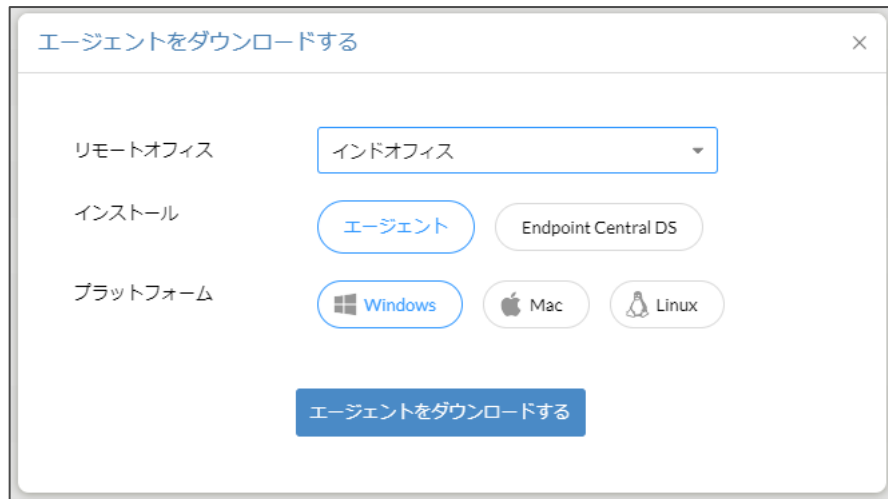 エージェントをダウンロードする ×
リモートオフィス インドオフィス
インストール エージェント Endpoint Central DS
プラットフォーム Windows Mac Linux
エージェントをダウンロードする